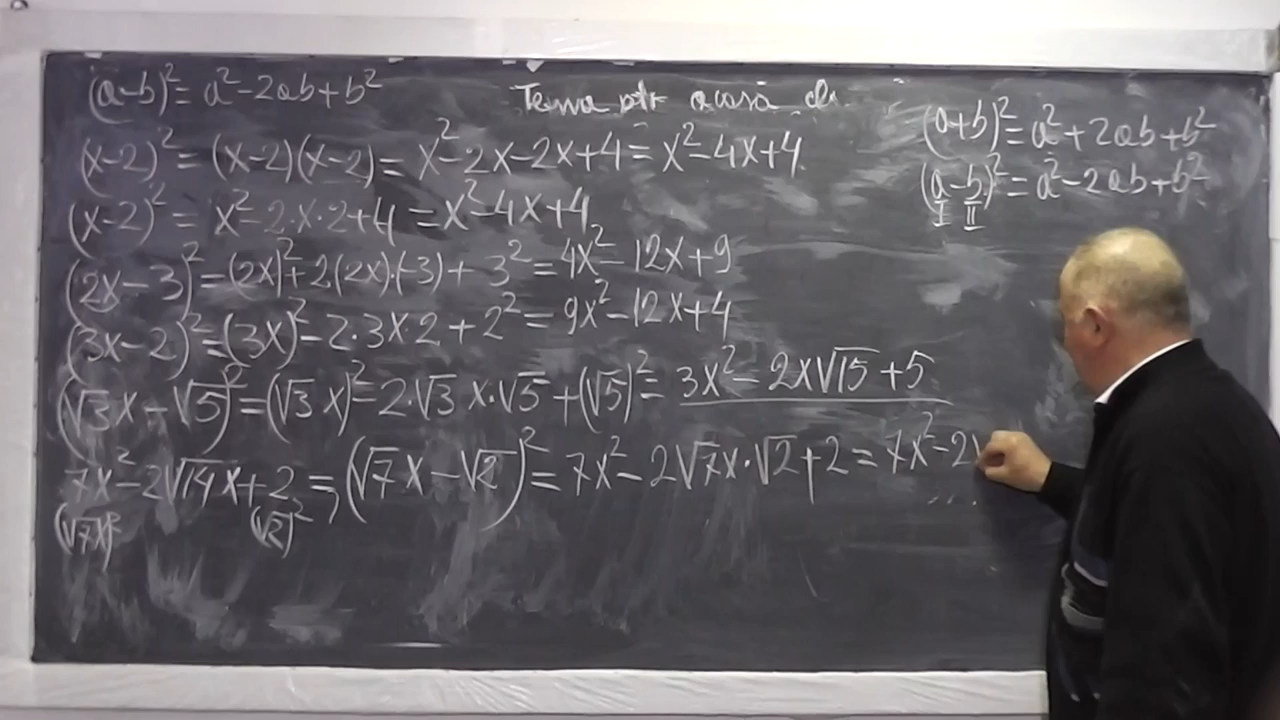 (a-b)² = a²-2ab+b²
Tema ptr acasă de
(a+b)² = a²+2ab+b²
(a-b)² = a²-2ab+b²
I II
(x-2)² = (x-2)(x-2) = x²-2x-2x+4 = x²-4x+4
(x-2)² = x²-2·x·2+4 = x²-4x+4
(2x-3)² = (2x)²+2(2x)·(-3)+3² = 4x²-12x+9
(3x-2)² = (3x)²-2·3x·2+2² = 9x²-12x+4
(√3x-√5)² = (√3x)²-2·√3x·√5+(√5)² = 3x²-2x√15+5
7x²-2√14x+2 =? (√7x-√2)² = 7x²-2√7x·√2+2 = 7x²-2
(√7x)² (√2)² ....